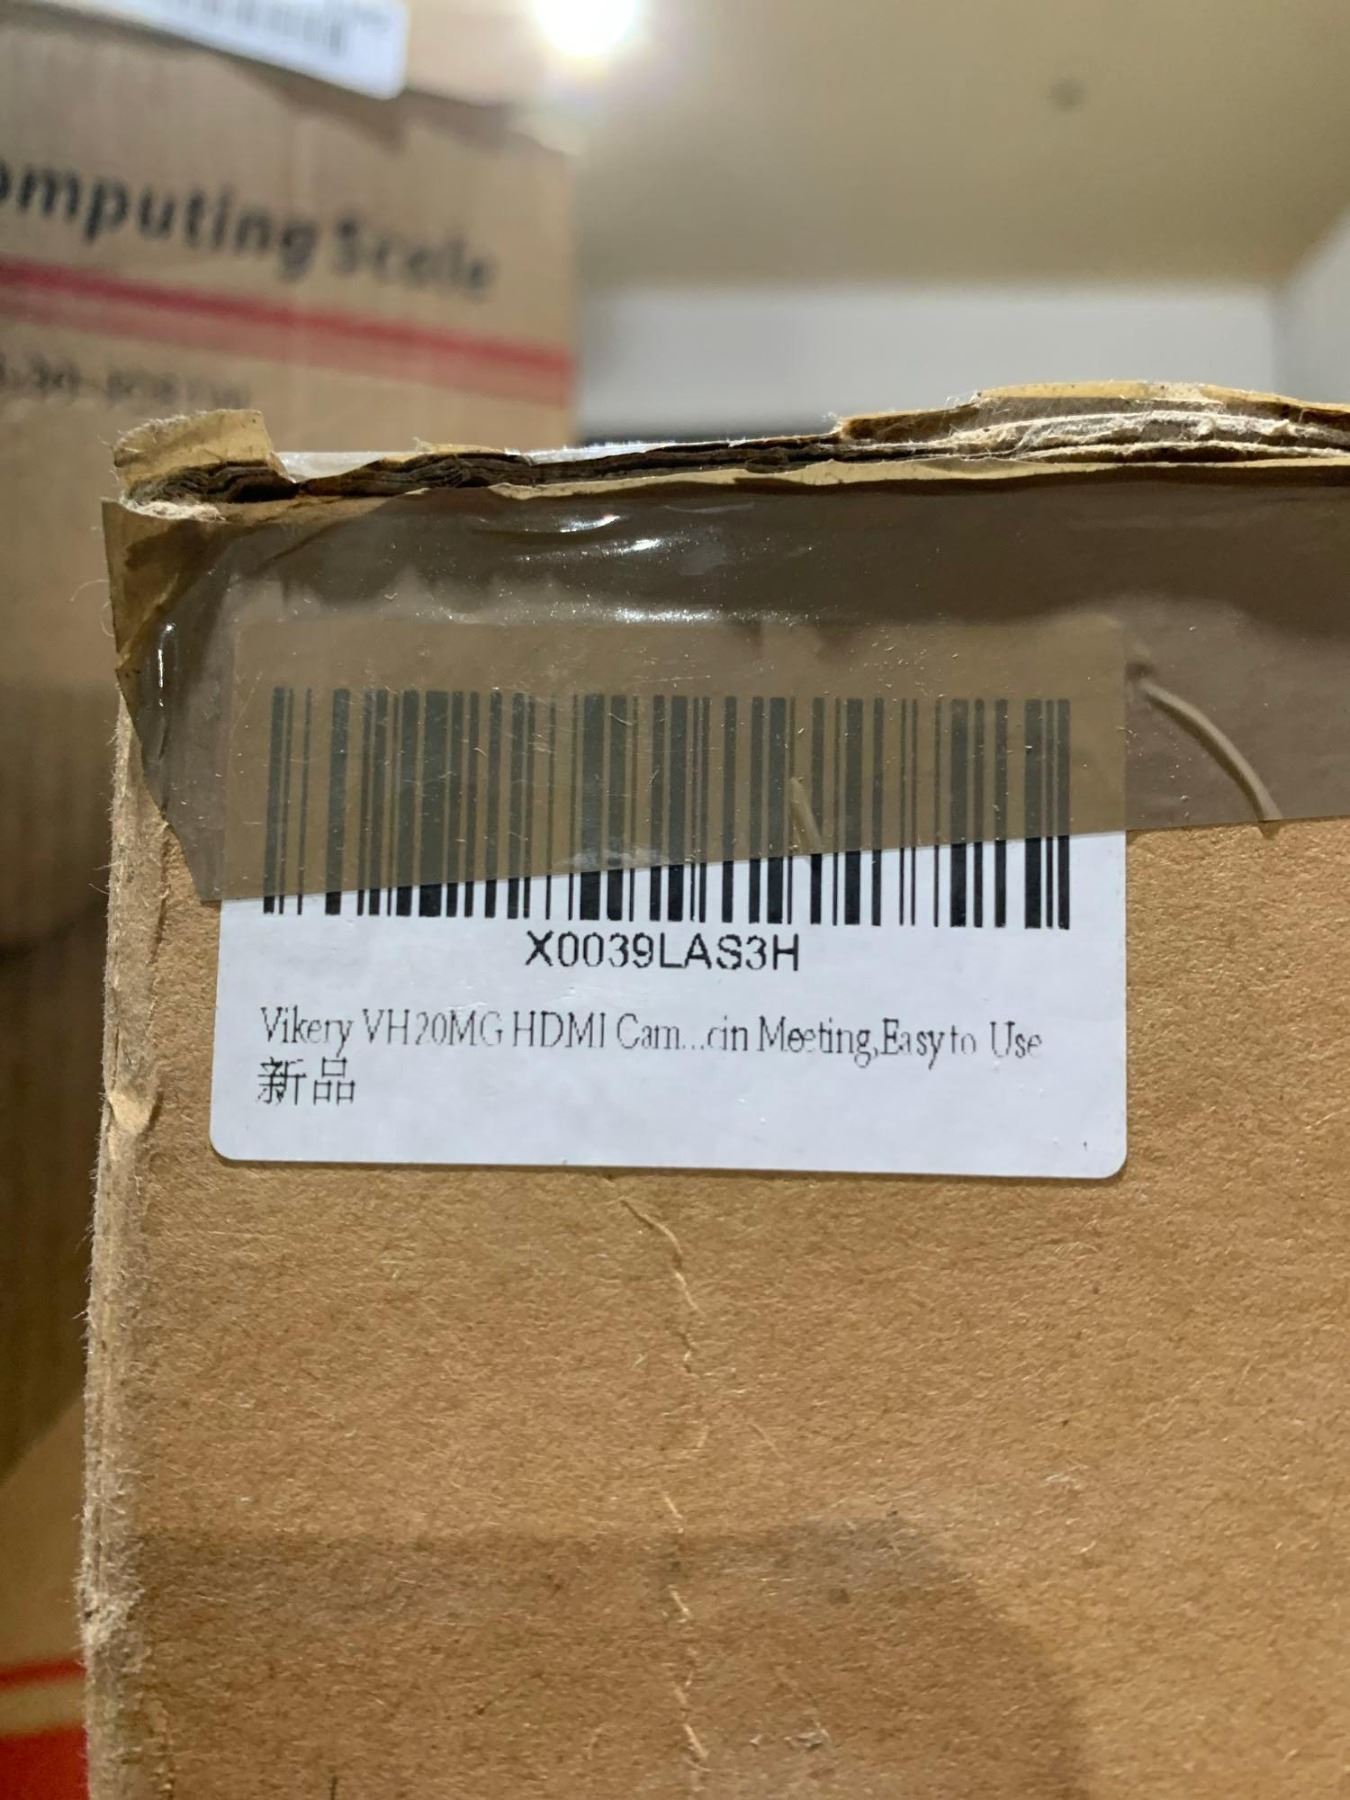 omputing Scale
X0039LAS3H
Vikery VH20MG HDMI Cam...cin Meeting,Easy to Use
新品